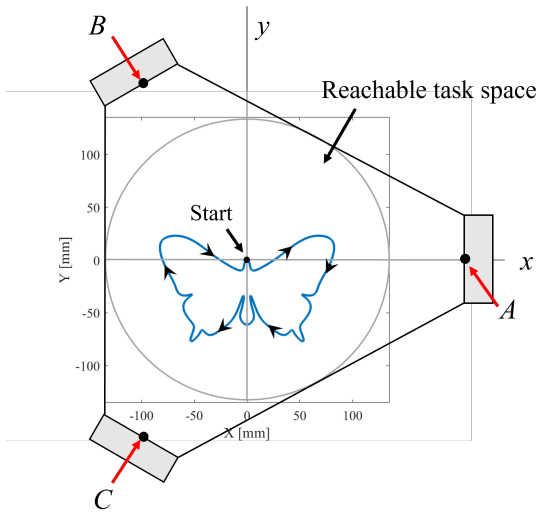 B
y
Reachable task space
100
Start
50
Y [mm]
0
x
-50
A
-100
-100 -50 0 50 100
X [mm]
C